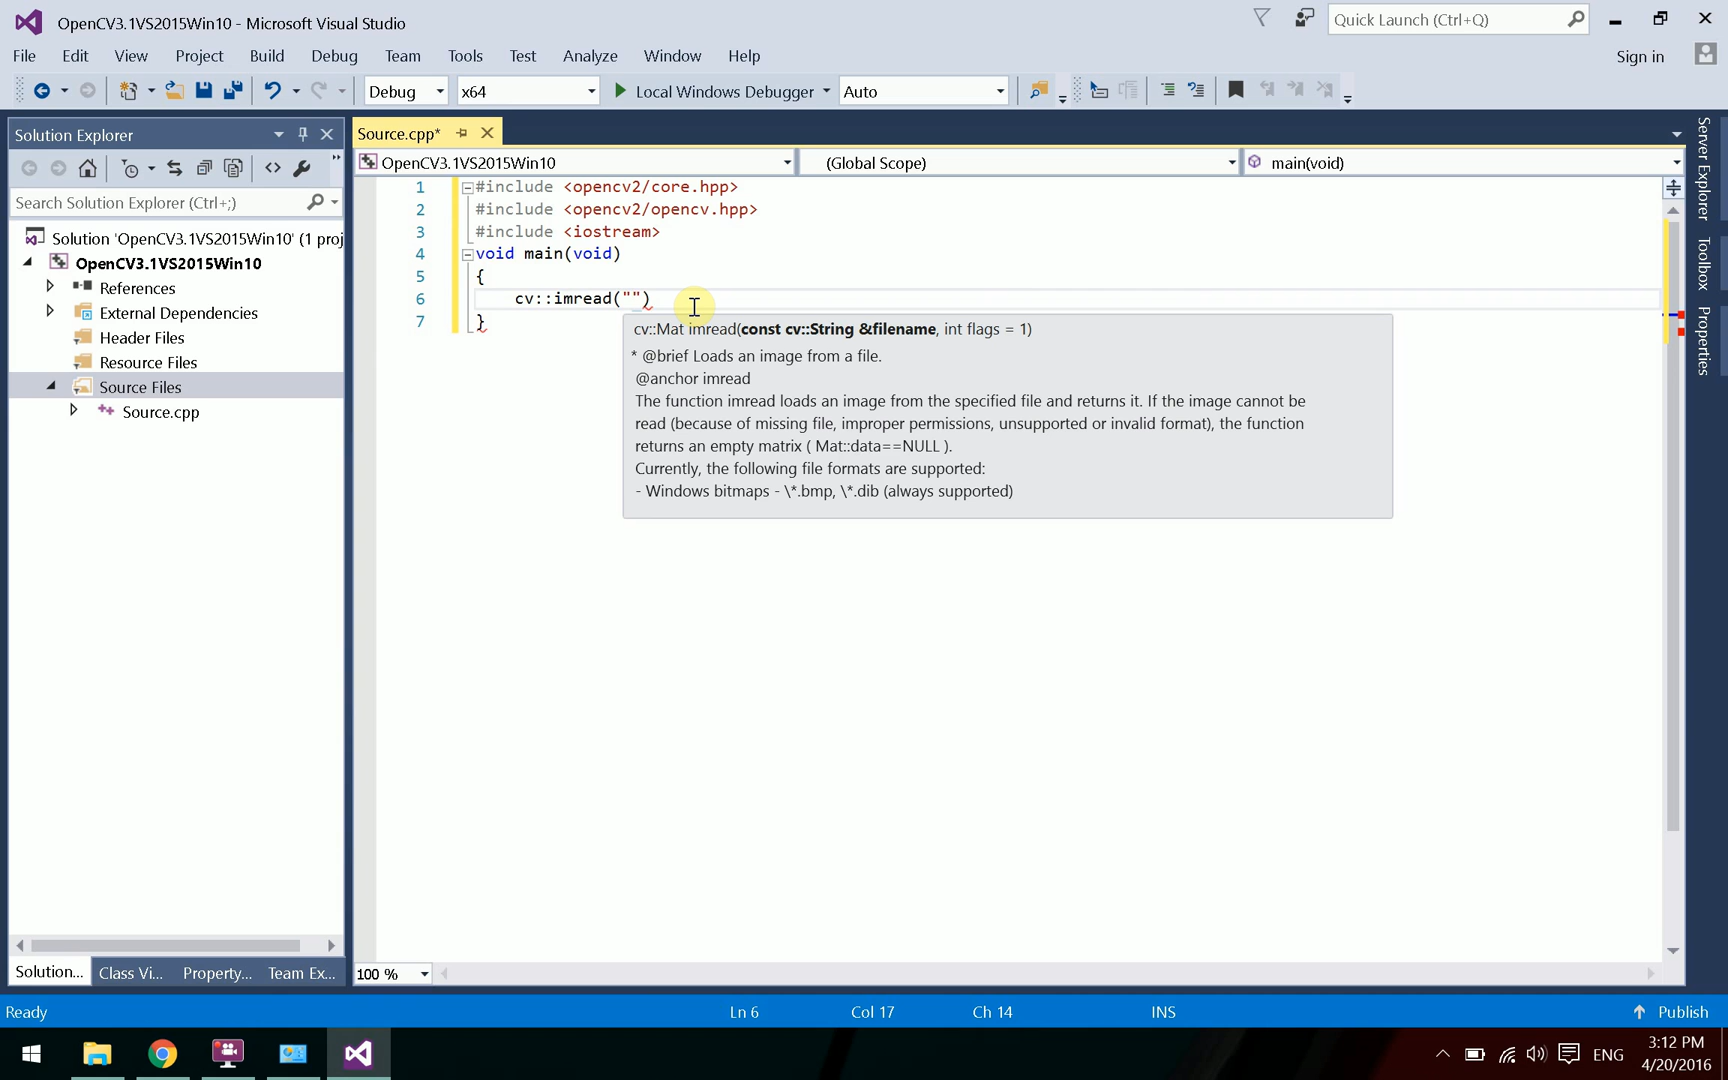 OpenCV3.1VS2015Win10 - Microsoft Visual Studio
Quick Launch (Ctrl+Q)
File Edit View Project Build Debug Team Tools Test Analyze Window Help
Sign in
Debug x64 Local Windows Debugger Auto
Solution Explorer
Source.cpp*
OpenCV3.1VS2015Win10
(Global Scope)
main(void)
Search Solution Explorer (Ctrl+;)
Solution 'OpenCV3.1VS2015Win10' (1 proj
OpenCV3.1VS2015Win10
References
External Dependencies
Header Files
Resource Files
Source Files
Source.cpp
1 #include <opencv2/core.hpp>
2 #include <opencv2/opencv.hpp>
3 #include <iostream>
4 void main(void)
5 {
6 cv::imread("")
7 }
cv::Mat imread(const cv::String &filename, int flags = 1)
* @brief Loads an image from a file.
@anchor imread
The function imread loads an image from the specified file and returns it. If the image cannot be
read (because of missing file, improper permissions, unsupported or invalid format), the function
returns an empty matrix ( Mat::data==NULL ).
Currently, the following file formats are supported:
- Windows bitmaps - \*.bmp, \*.dib (always supported)
Server Explorer
Toolbox
Properties
Solution... Class Vi... Property... Team Ex...
100 %
Ready
Ln 6
Col 17
Ch 14
INS
Publish
ENG
3:12 PM
4/20/2016